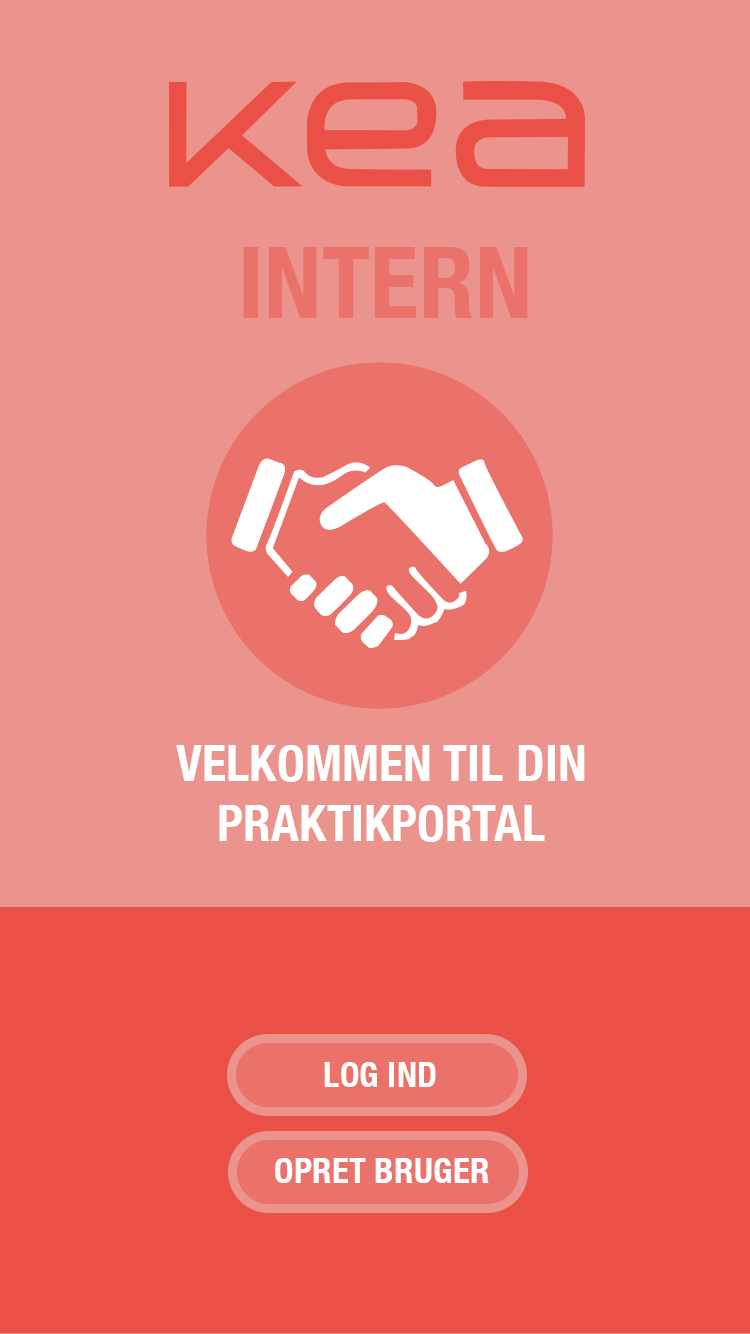 kea
INTERN
VELKOMMEN TIL DIN
PRAKTIKPORTAL
LOG IND
OPRET BRUGER